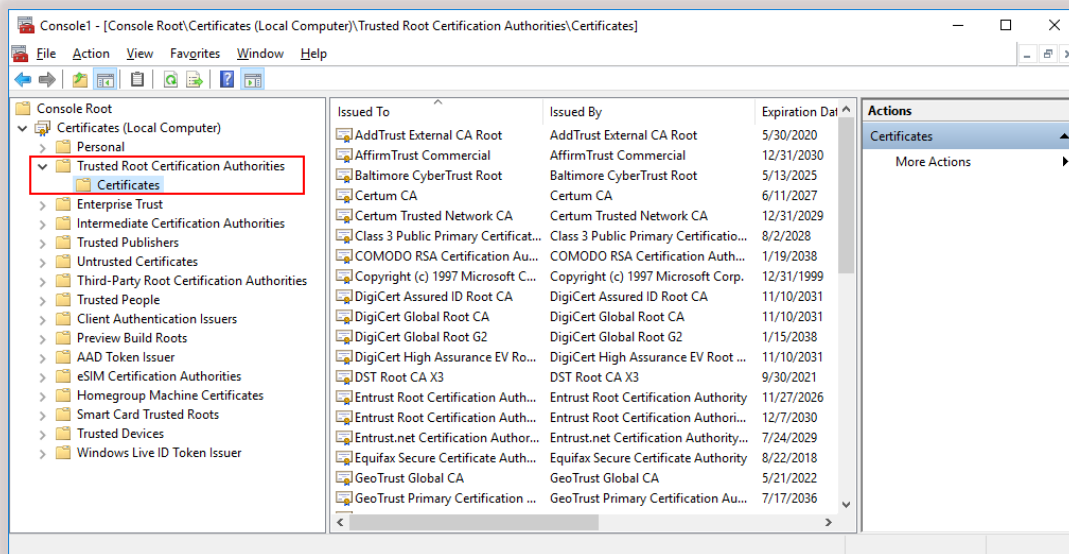 Console1 - [Console Root\Certificates (Local Computer)\Trusted Root Certification Authorities\Certificates]
File Action View Favorites Window Help
Console Root
Certificates (Local Computer)
Personal
Trusted Root Certification Authorities
Certificates
Enterprise Trust
Intermediate Certification Authorities
Trusted Publishers
Untrusted Certificates
Third-Party Root Certification Authorities
Trusted People
Client Authentication Issuers
Preview Build Roots
AAD Token Issuer
eSIM Certification Authorities
Homegroup Machine Certificates
Smart Card Trusted Roots
Trusted Devices
Windows Live ID Token Issuer
Issued To Issued By Expiration Dat
AddTrust External CA Root AddTrust External CA Root 5/30/2020
AffirmTrust Commercial AffirmTrust Commercial 12/31/2030
Baltimore CyberTrust Root Baltimore CyberTrust Root 5/13/2025
Certum CA Certum CA 6/11/2027
Certum Trusted Network CA Certum Trusted Network CA 12/31/2029
Class 3 Public Primary Certificat... Class 3 Public Primary Certificatio... 8/2/2028
COMODO RSA Certification Au... COMODO RSA Certification Auth... 1/19/2038
Copyright (c) 1997 Microsoft C... Copyright (c) 1997 Microsoft Corp. 12/31/1999
DigiCert Assured ID Root CA DigiCert Assured ID Root CA 11/10/2031
DigiCert Global Root CA DigiCert Global Root CA 11/10/2031
DigiCert Global Root G2 DigiCert Global Root G2 1/15/2038
DigiCert High Assurance EV Ro... DigiCert High Assurance EV Root ... 11/10/2031
DST Root CA X3 DST Root CA X3 9/30/2021
Entrust Root Certification Auth... Entrust Root Certification Authority 11/27/2026
Entrust Root Certification Auth... Entrust Root Certification Authori... 12/7/2030
Entrust.net Certification Author... Entrust.net Certification Authority... 7/24/2029
Equifax Secure Certificate Auth... Equifax Secure Certificate Authority 8/22/2018
GeoTrust Global CA GeoTrust Global CA 5/21/2022
GeoTrust Primary Certification ... GeoTrust Primary Certification Au... 7/17/2036
Actions
Certificates
More Actions